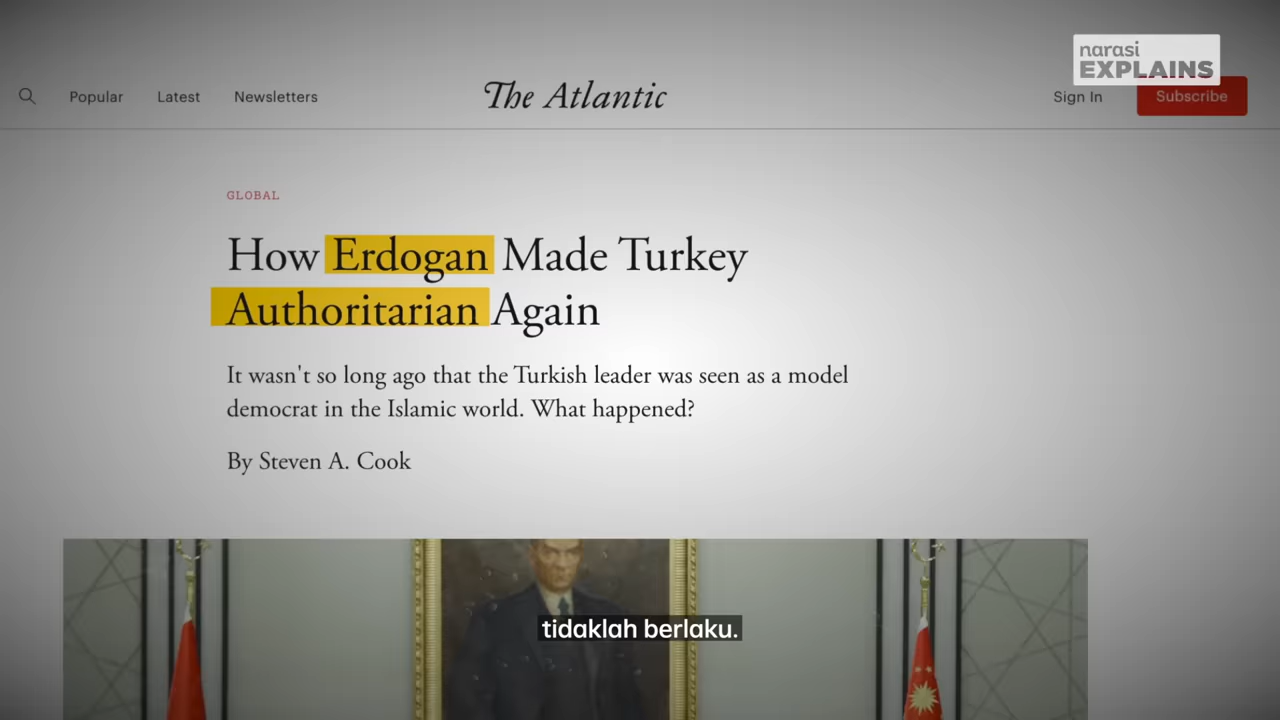 narasi
EXPLAINS
Popular Latest Newsletters The Atlantic Sign In Subscribe
GLOBAL
How Erdogan Made Turkey
Authoritarian Again
It wasn't so long ago that the Turkish leader was seen as a model
democrat in the Islamic world. What happened?
By Steven A. Cook
tidaklah berlaku.